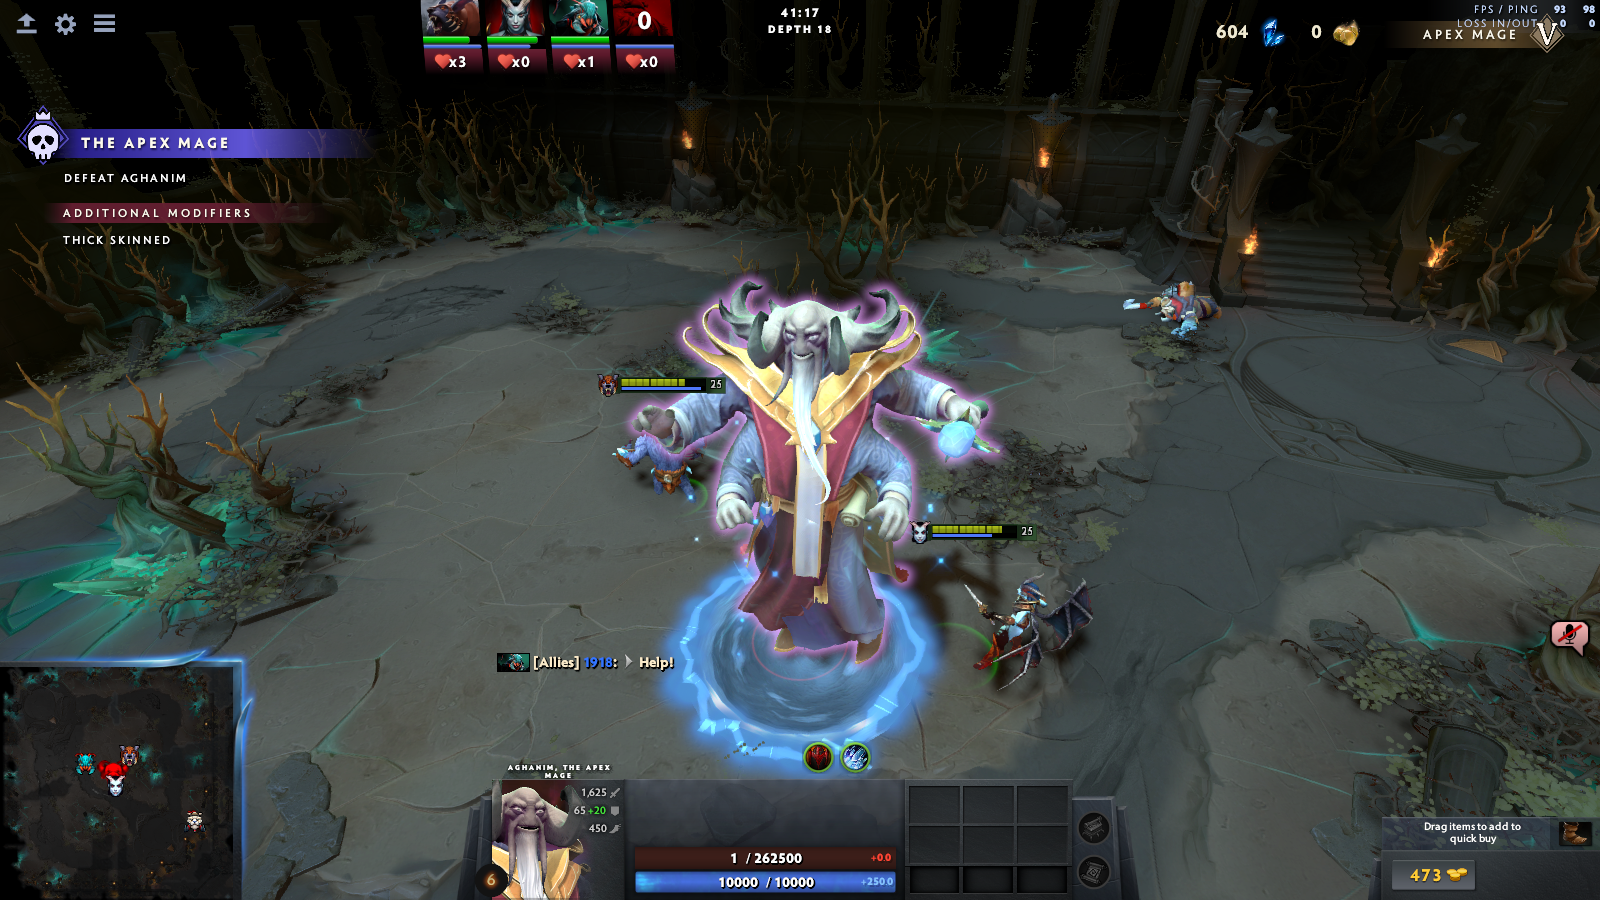 0
x3
x0
x1
x0
41:17
DEPTH 18
604
0
FPS / PING 93 98
LOSS IN/OUT 0 0
APEX MAGE
V
THE APEX MAGE
DEFEAT AGHANIM
ADDITIONAL MODIFIERS
THICK SKINNED
25
25
[Allies] 1918: Help!
AGHANIM, THE APEX
MAGE
1,625
65+20
450
6
1 / 262500
+0.0
10000 / 10000
+250.0
Drag items to add to
quick buy
473